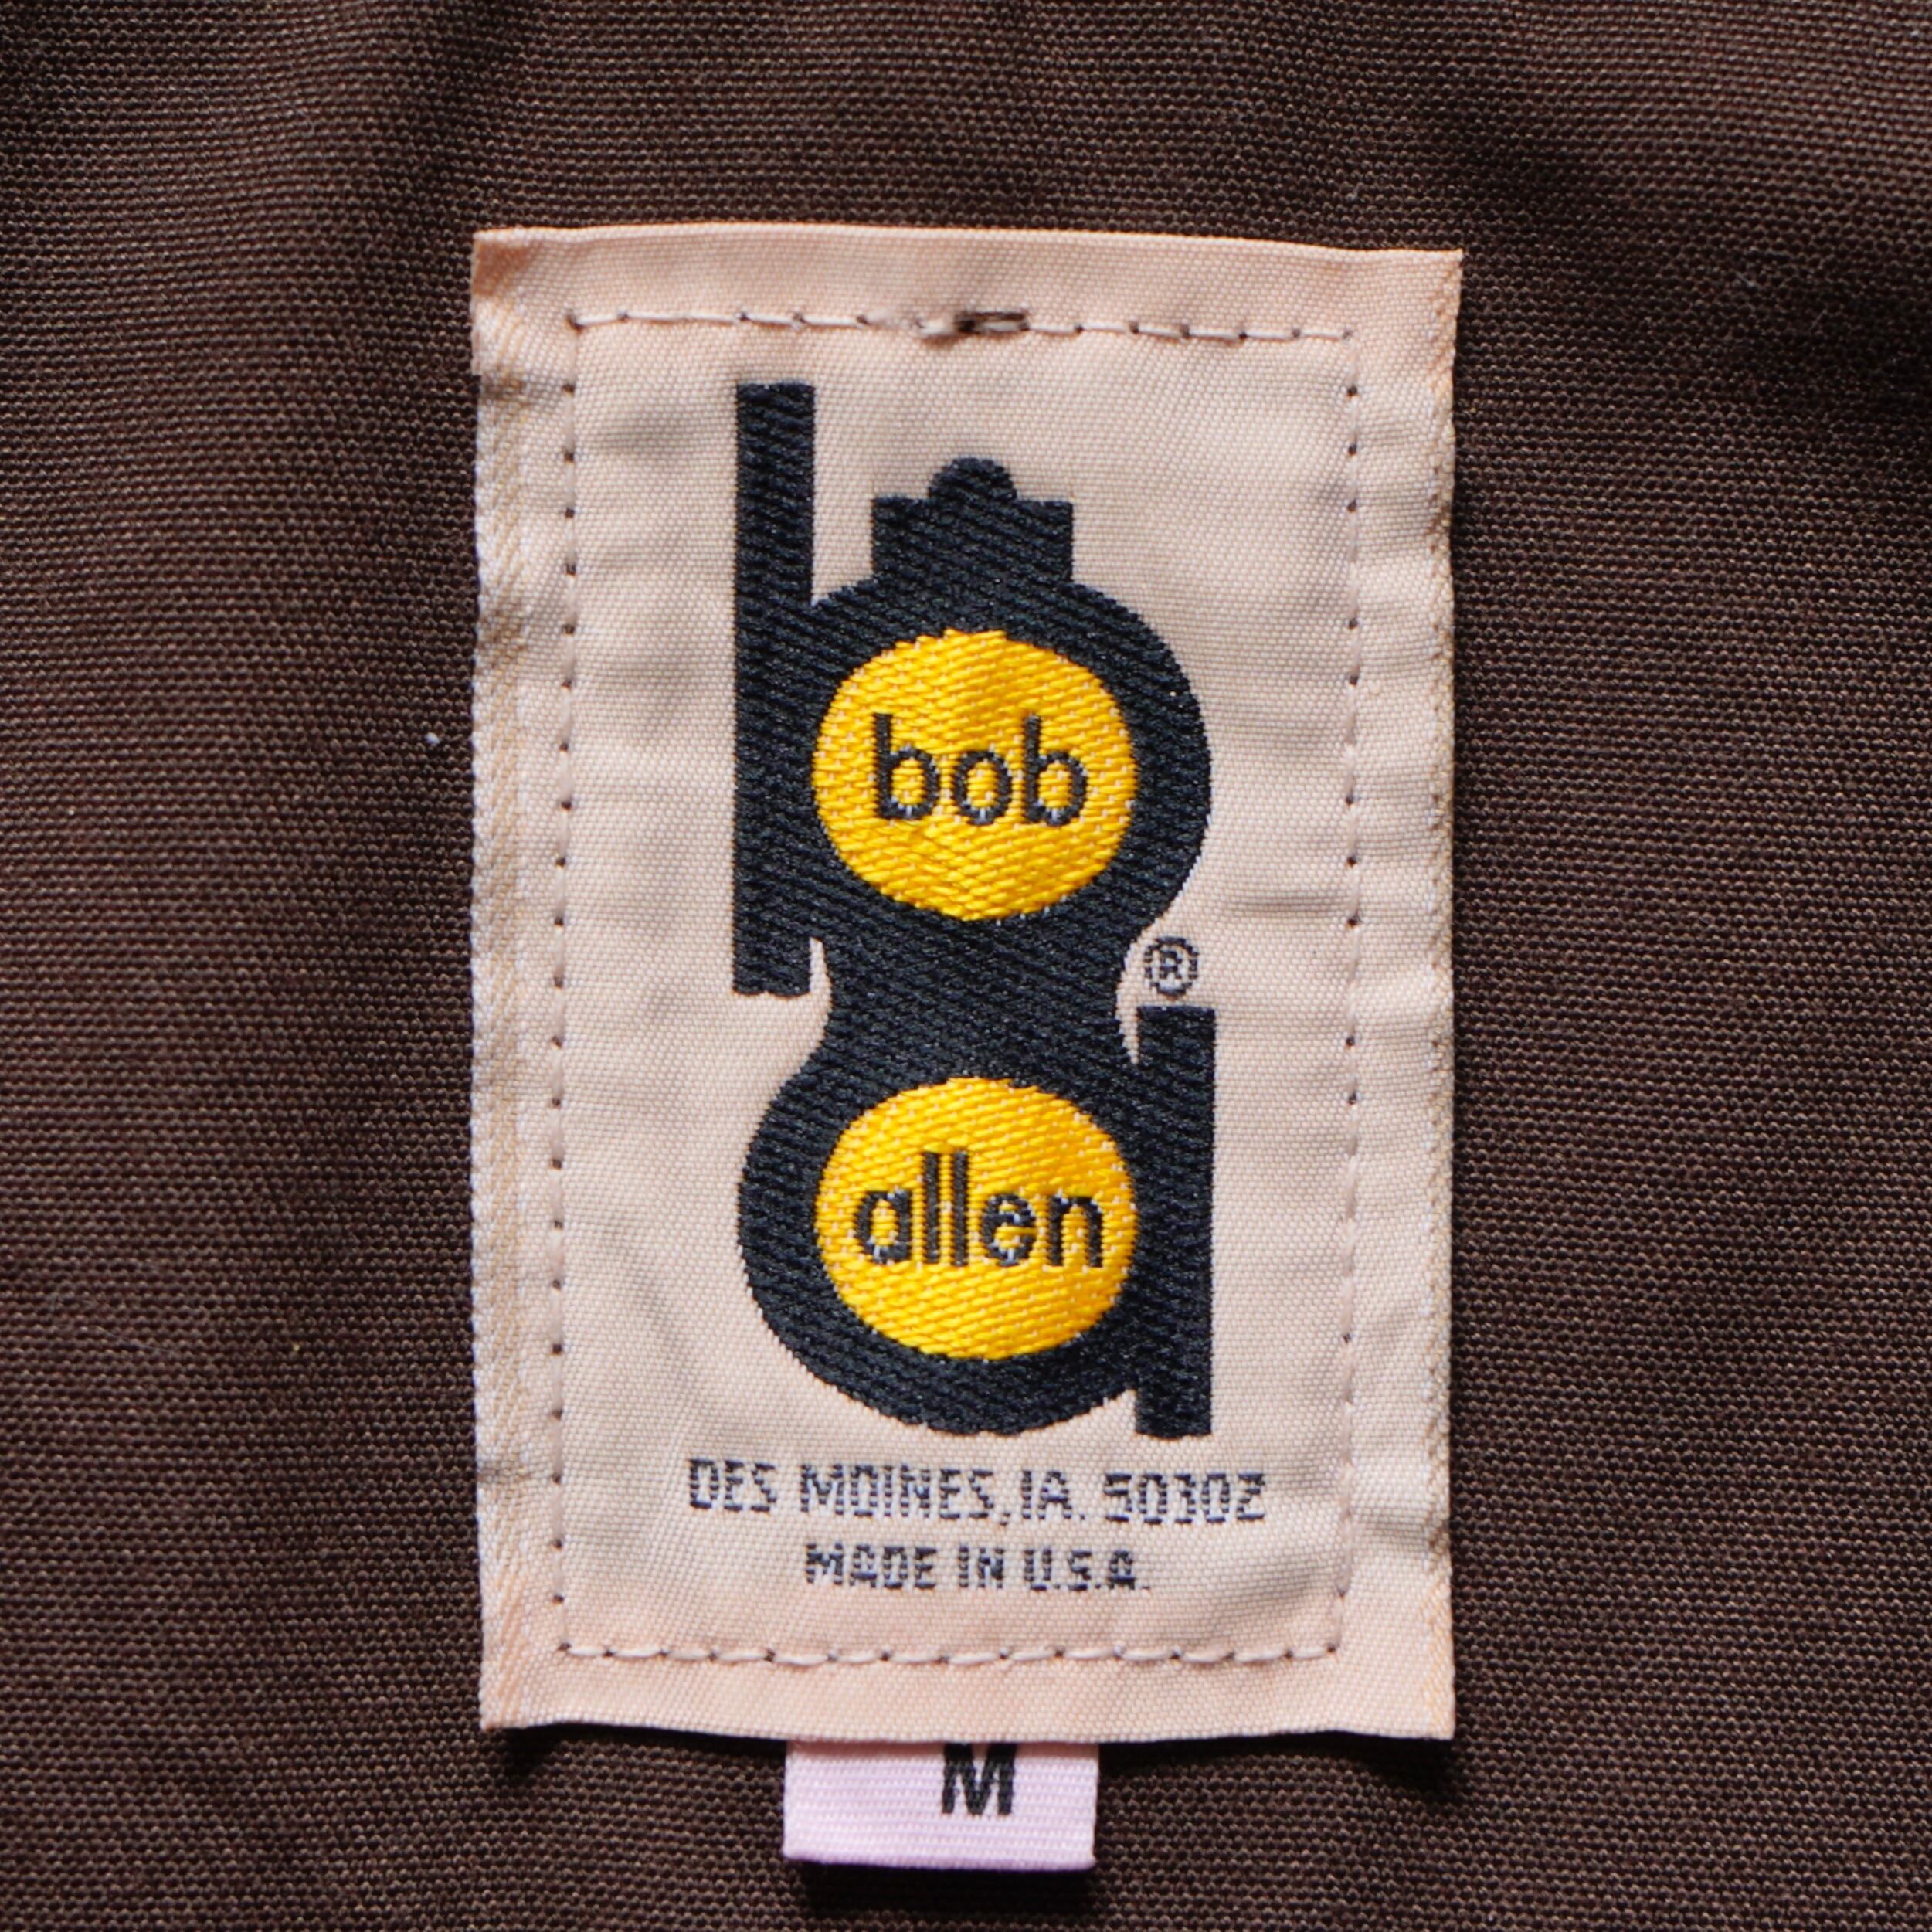 bob
®
allen
DES MOINES, IA. 50302
MADE IN U.S.A.
M